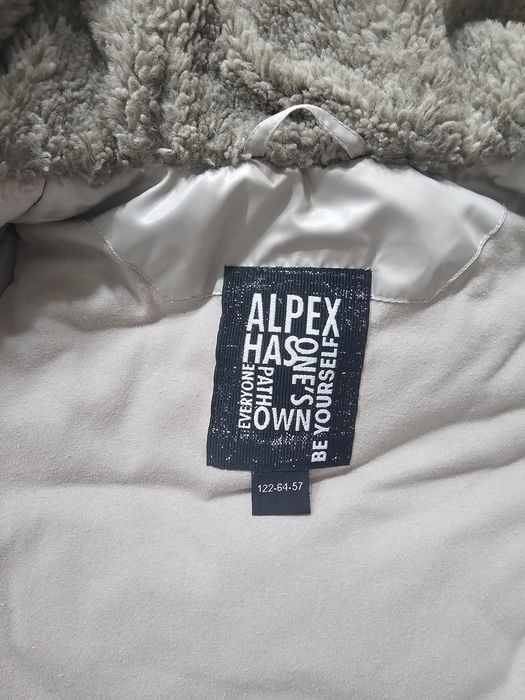 ALPEX
HAS
EVERYONE
PATH
ONE'S
OWN
BE YOURSELF
122-64-57